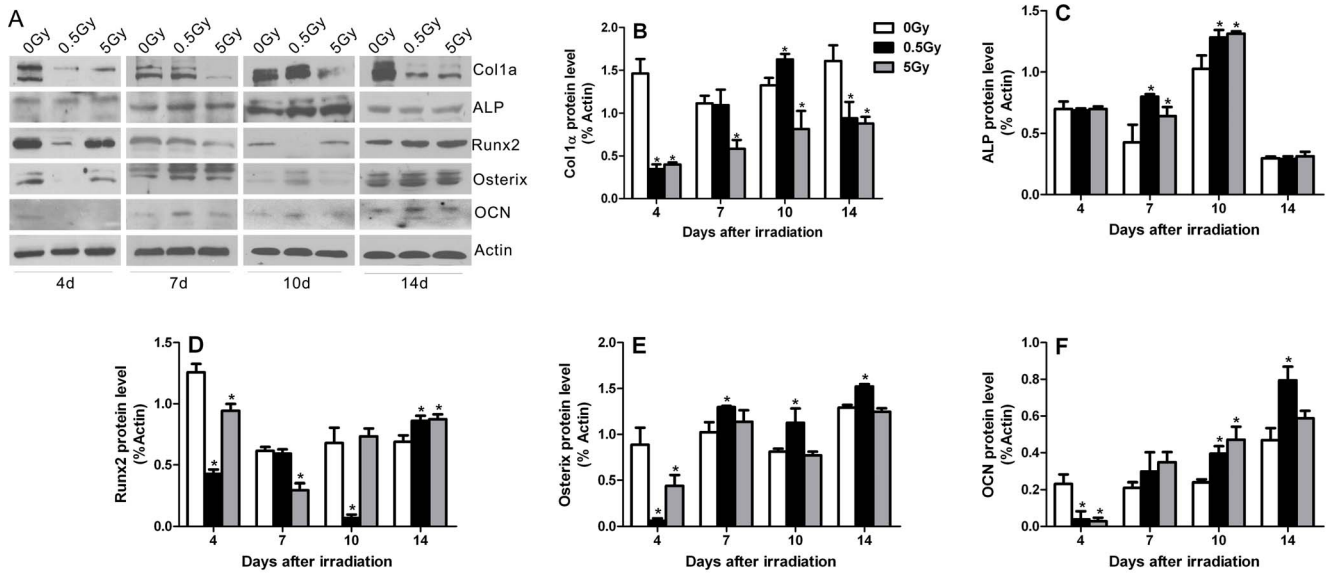 A
0Gy 0.5Gy 5Gy 0Gy 0.5Gy 5Gy 0Gy 0.5Gy 5Gy 0Gy 0.5Gy 5Gy
Col1a
ALP
Runx2
Osterix
OCN
Actin
4d 7d 10d 14d
B
Col 1α protein level
(% Actin)
2.0
1.5
1.0
0.5
0.0
* * * * * * *
4 7 10 14
Days after irradiation
0Gy
0.5Gy
5Gy
C
ALP protein level
(% Actin)
1.5
1.0
0.5
0.0
* * * *
4 7 10 14
Days after irradiation
D
Runx2 protein level
(%Actin)
1.5
1.0
0.5
0.0
* * * * * *
4 7 10 14
Days after irradiation
E
Osterix protein level
(%Actin)
2.0
1.5
1.0
0.5
0.0
* * * * *
4 7 10 14
Days after irradiation
F
OCN protein level
(%Actin)
1.0
0.8
0.6
0.4
0.2
0.0
* * * * *
4 7 10 14
Days after irradiation